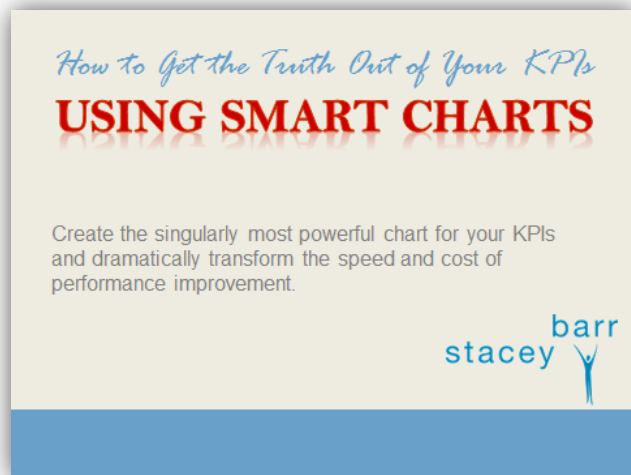 How to Get the Truth Out of Your KPIs
USING SMART CHARTS
Create the singularly most powerful chart for your KPIs
and dramatically transform the speed and cost of
performance improvement.
barr
stacey